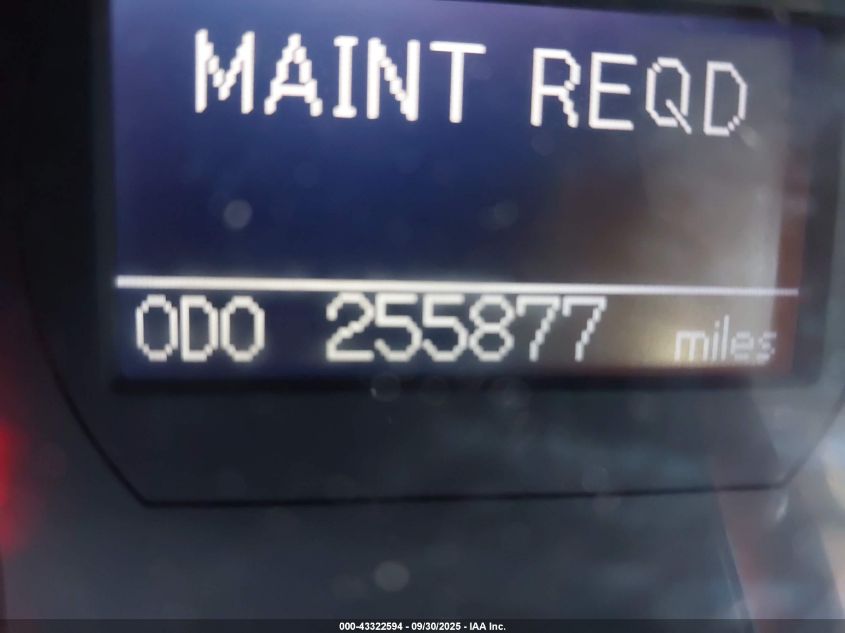 MAINT REQD
ODO 255877 miles
000-43322594 - 09/30/2025 - IAA Inc.